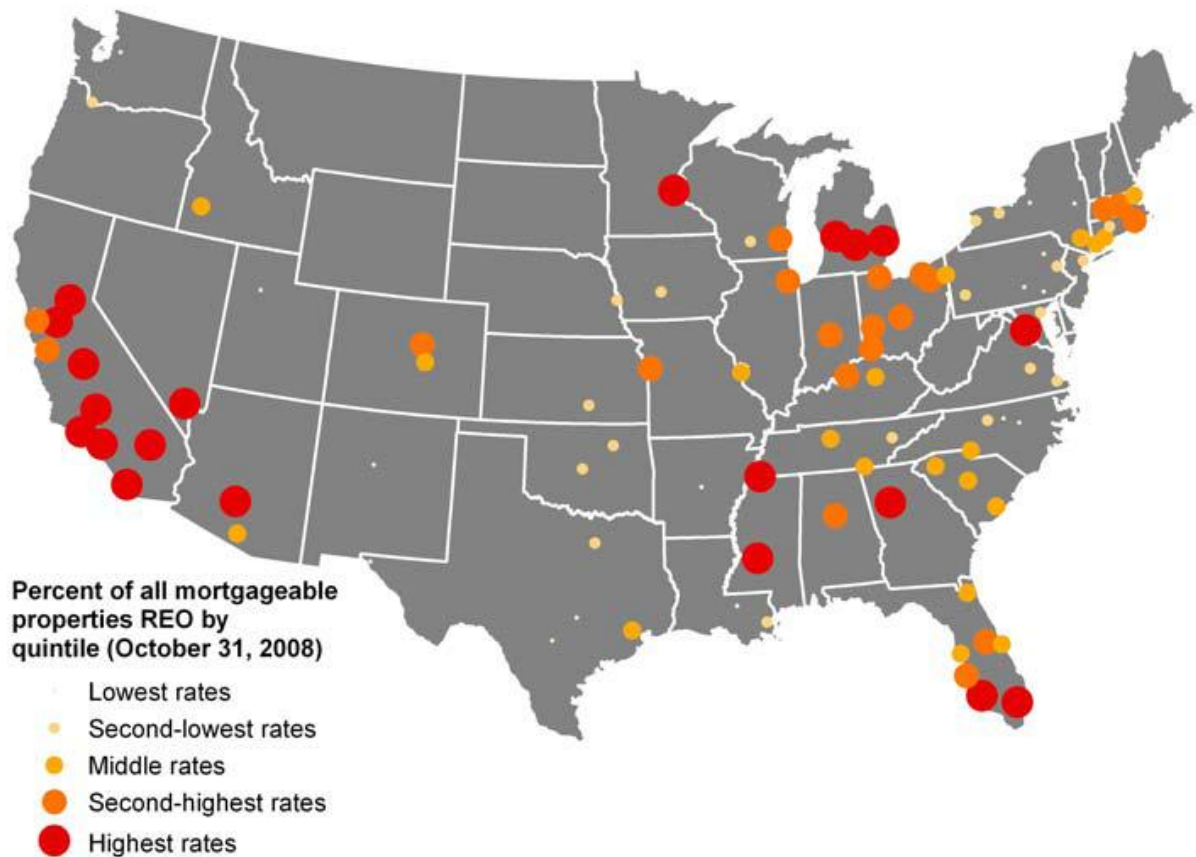 Percent of all mortgageable
properties REO by
quintile (October 31, 2008)
Lowest rates
Second-lowest rates
Middle rates
Second-highest rates
Highest rates